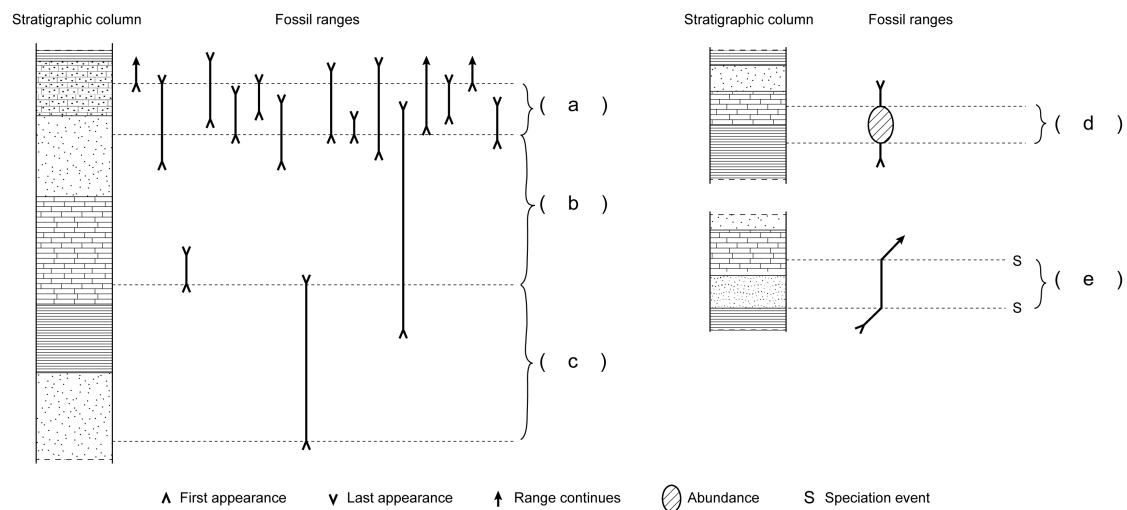 Stratigraphic column Fossil ranges Stratigraphic column Fossil ranges
( a )
( d )
( b )
S
( e )
S
( c )
First appearance Last appearance Range continues Abundance S Speciation event